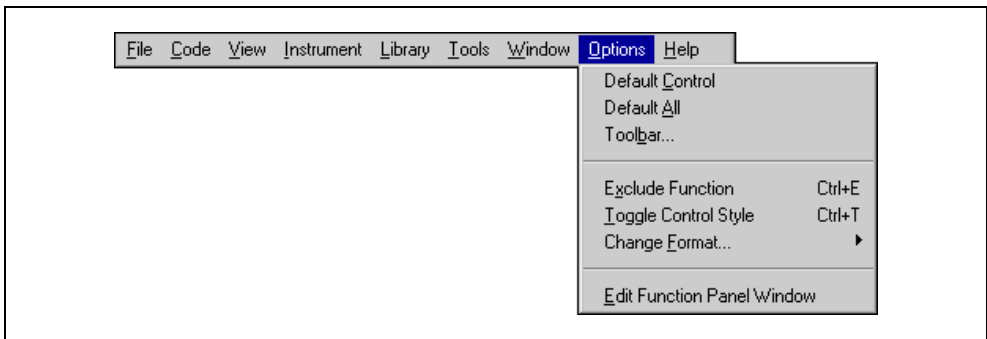 File Code View Instrument Library Tools Window Options Help
Default Control
Default All
Toolbar...
Exclude Function Ctrl+E
Toggle Control Style Ctrl+T
Change Format...
Edit Function Panel Window